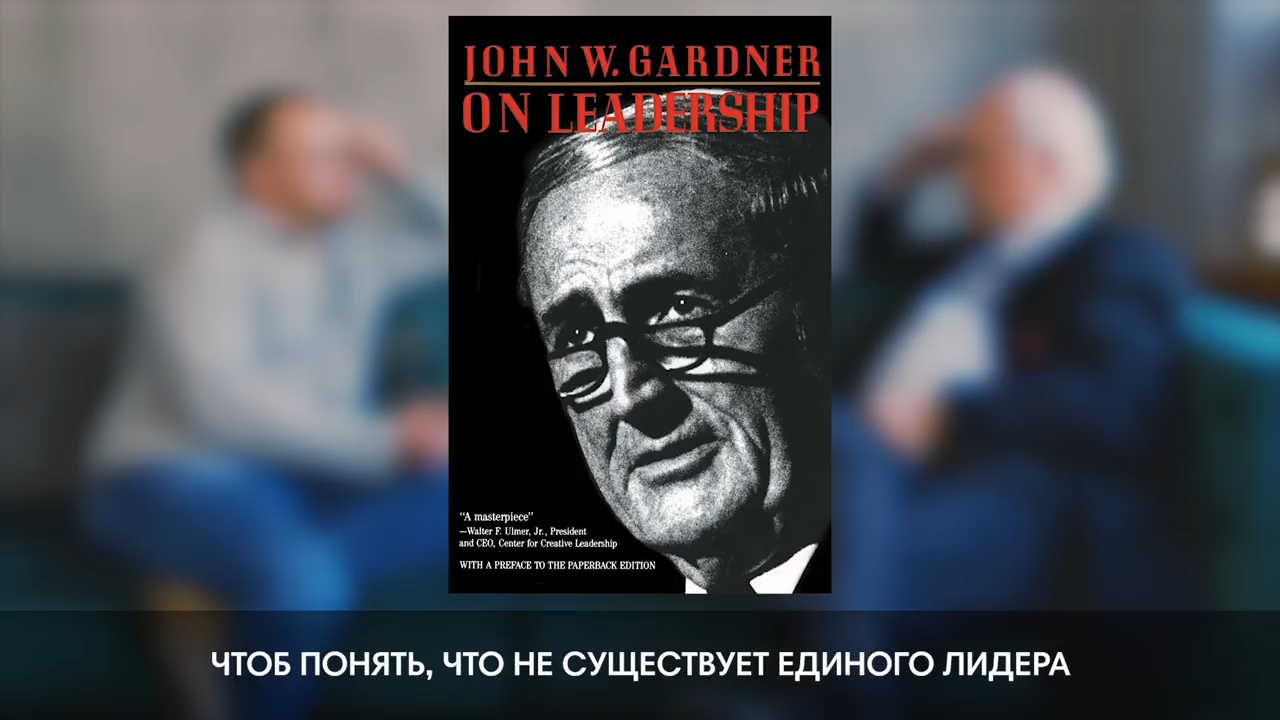 JOHN W. GARDNER
ON LEADERSHIP
“A masterpiece”
—Walter F. Ulmer, Jr., President
and CEO, Center for Creative Leadership
WITH A PREFACE TO THE PAPERBACK EDITION
ЧТОБ ПОНЯТЬ, ЧТО НЕ СУЩЕСТВУЕТ ЕДИНОГО ЛИДЕРА